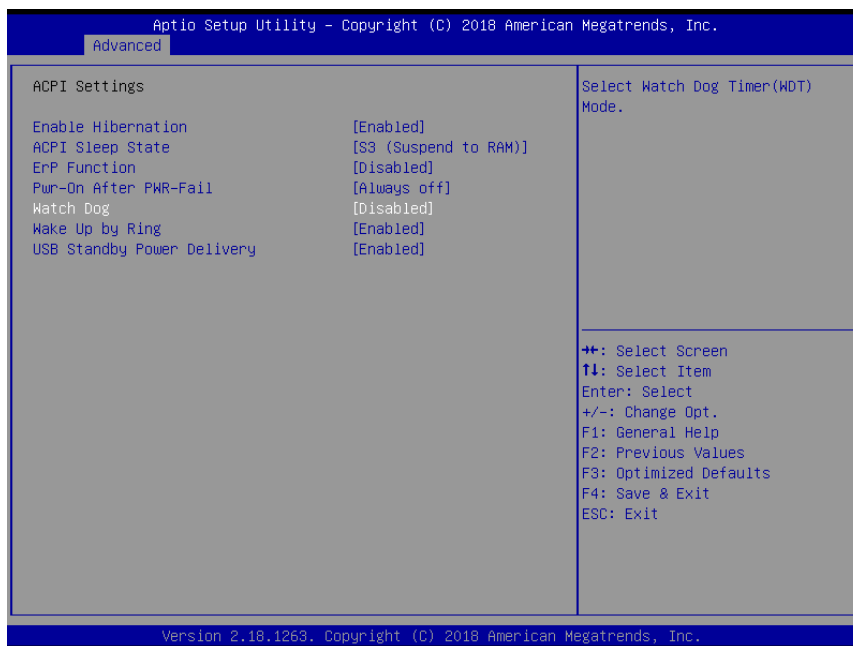 Aptio Setup Utility – Copyright (C) 2018 American Megatrends, Inc.
Advanced
ACPI Settings
Enable Hibernation [Enabled]
ACPI Sleep State [S3 (Suspend to RAM)]
ErP Function [Disabled]
Pwr-On After PWR-Fail [Always off]
Watch Dog [Disabled]
Wake Up by Ring [Enabled]
USB Standby Power Delivery [Enabled]
Select Watch Dog Timer(WDT)
Mode.
→←: Select Screen
↑↓: Select Item
Enter: Select
+/-: Change Opt.
F1: General Help
F2: Previous Values
F3: Optimized Defaults
F4: Save & Exit
ESC: Exit
Version 2.18.1263. Copyright (C) 2018 American Megatrends, Inc.